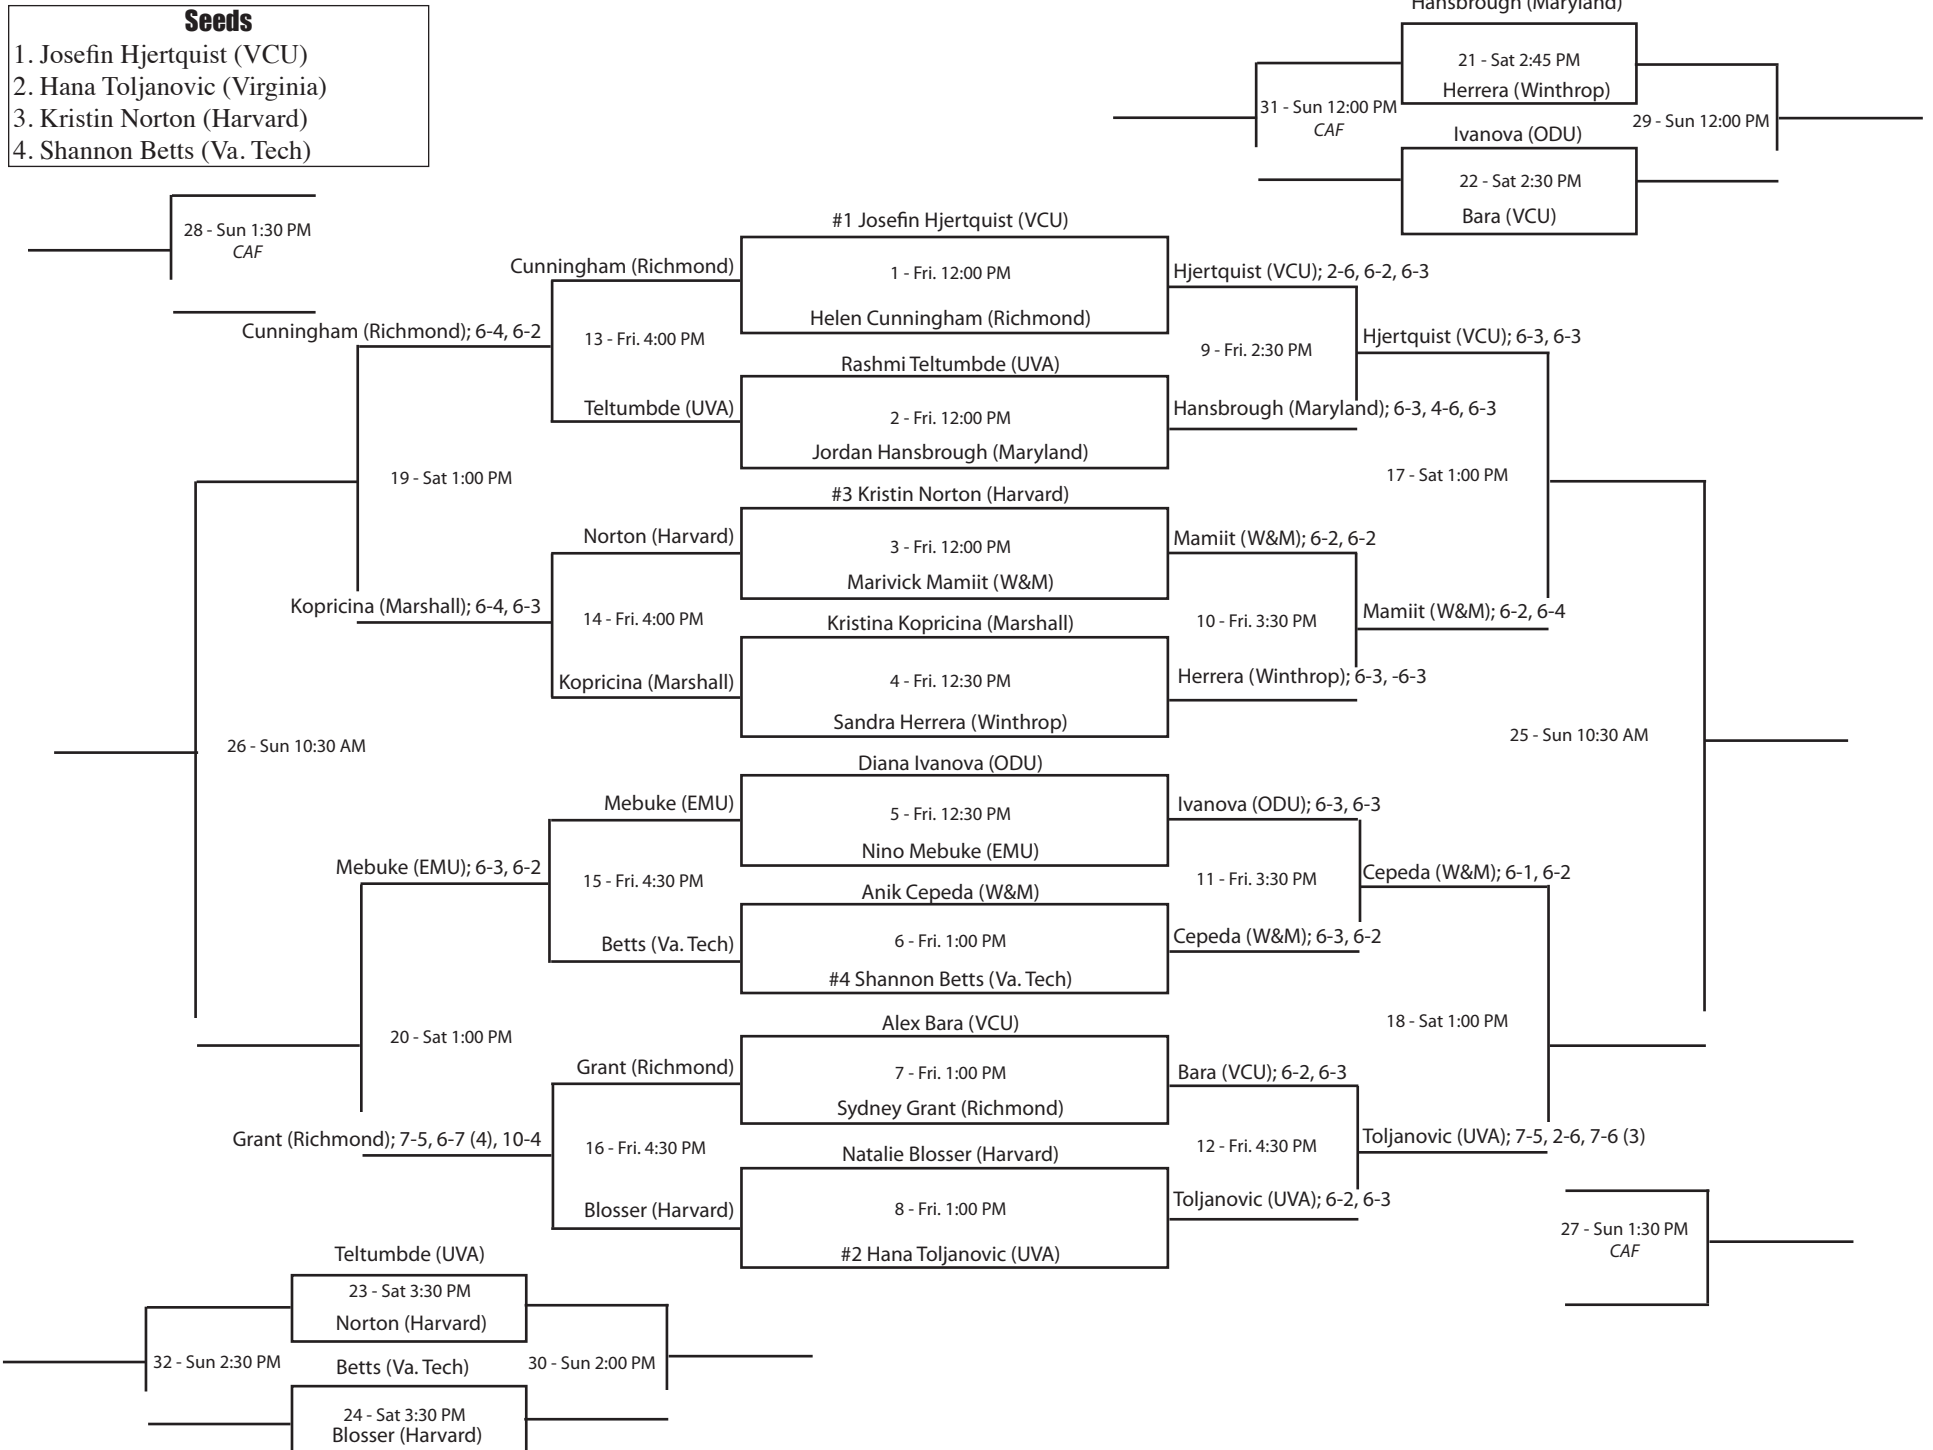 Seeds
1. Josefin Hjertquist (VCU)
2. Hana Toljanovic (Virginia)
3. Kristin Norton (Harvard)
4. Shannon Betts (Va. Tech)
Hansbrough (Maryland)
21 - Sat 2:45 PM
Herrera (Winthrop)
31 - Sun 12:00 PM
CAF
29 - Sun 12:00 PM
Ivanova (ODU)
22 - Sat 2:30 PM
Bara (VCU)
28 - Sun 1:30 PM
CAF
#1 Josefin Hjertquist (VCU)
Cunningham (Richmond)
1 - Fri. 12:00 PM
Hjertquist (VCU); 2-6, 6-2, 6-3
Helen Cunningham (Richmond)
Cunningham (Richmond); 6-4, 6-2
13 - Fri. 4:00 PM
9 - Fri. 2:30 PM
Hjertquist (VCU); 6-3, 6-3
Rashmi Teltumbde (UVA)
Teltumbde (UVA)
2 - Fri. 12:00 PM
Hansbrough (Maryland); 6-3, 4-6, 6-3
Jordan Hansbrough (Maryland)
19 - Sat 1:00 PM
17 - Sat 1:00 PM
#3 Kristin Norton (Harvard)
Norton (Harvard)
3 - Fri. 12:00 PM
Mamiit (W&M); 6-2, 6-2
Marivick Mamiit (W&M)
Kopricina (Marshall); 6-4, 6-3
14 - Fri. 4:00 PM
Kristina Kopricina (Marshall)
10 - Fri. 3:30 PM
Mamiit (W&M); 6-2, 6-4
Kopricina (Marshall)
4 - Fri. 12:30 PM
Herrera (Winthrop); 6-3, -6-3
Sandra Herrera (Winthrop)
26 - Sun 10:30 AM
25 - Sun 10:30 AM
Diana Ivanova (ODU)
Mebuke (EMU)
5 - Fri. 12:30 PM
Ivanova (ODU); 6-3, 6-3
Nino Mebuke (EMU)
Mebuke (EMU); 6-3, 6-2
15 - Fri. 4:30 PM
11 - Fri. 3:30 PM
Cepeda (W&M); 6-1, 6-2
Anik Cepeda (W&M)
Betts (Va. Tech)
6 - Fri. 1:00 PM
Cepeda (W&M); 6-3, 6-2
#4 Shannon Betts (Va. Tech)
20 - Sat 1:00 PM
18 - Sat 1:00 PM
Alex Bara (VCU)
Grant (Richmond)
7 - Fri. 1:00 PM
Bara (VCU); 6-2, 6-3
Sydney Grant (Richmond)
Grant (Richmond); 7-5, 6-7 (4), 10-4
16 - Fri. 4:30 PM
Natalie Blosser (Harvard)
12 - Fri. 4:30 PM
Toljanovic (UVA); 7-5, 2-6, 7-6 (3)
Blosser (Harvard)
8 - Fri. 1:00 PM
Toljanovic (UVA); 6-2, 6-3
#2 Hana Toljanovic (UVA)
27 - Sun 1:30 PM
CAF
Teltumbde (UVA)
23 - Sat 3:30 PM
Norton (Harvard)
32 - Sun 2:30 PM
Betts (Va. Tech)
30 - Sun 2:00 PM
24 - Sat 3:30 PM
Blosser (Harvard)